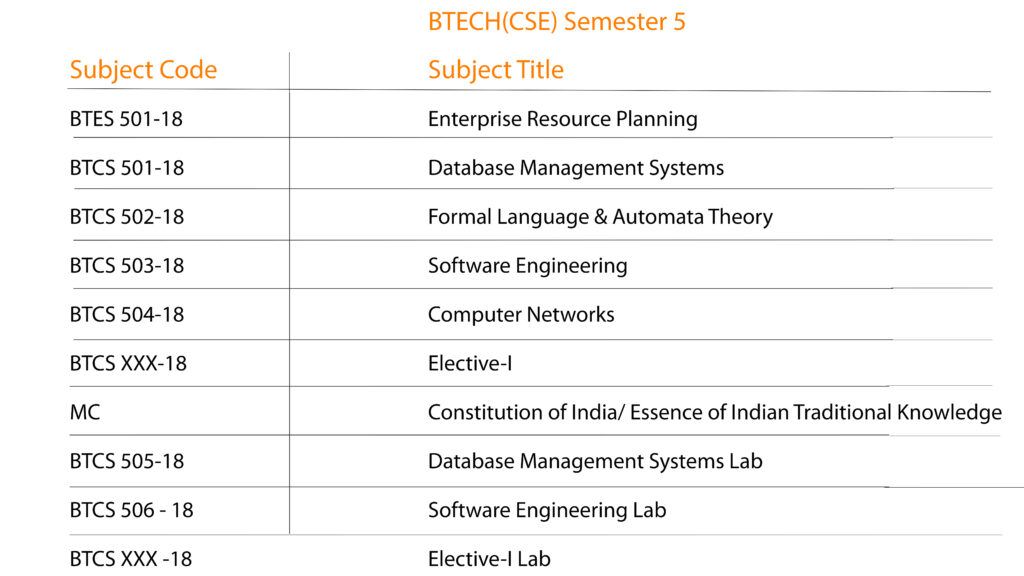 BTECH(CSE) Semester 5
Subject Code Subject Title
BTES 501-18 Enterprise Resource Planning
BTCS 501-18 Database Management Systems
BTCS 502-18 Formal Language & Automata Theory
BTCS 503-18 Software Engineering
BTCS 504-18 Computer Networks
BTCS XXX-18 Elective-I
MC Constitution of India/ Essence of Indian Traditional Knowledge
BTCS 505-18 Database Management Systems Lab
BTCS 506 - 18 Software Engineering Lab
BTCS XXX -18 Elective-I Lab